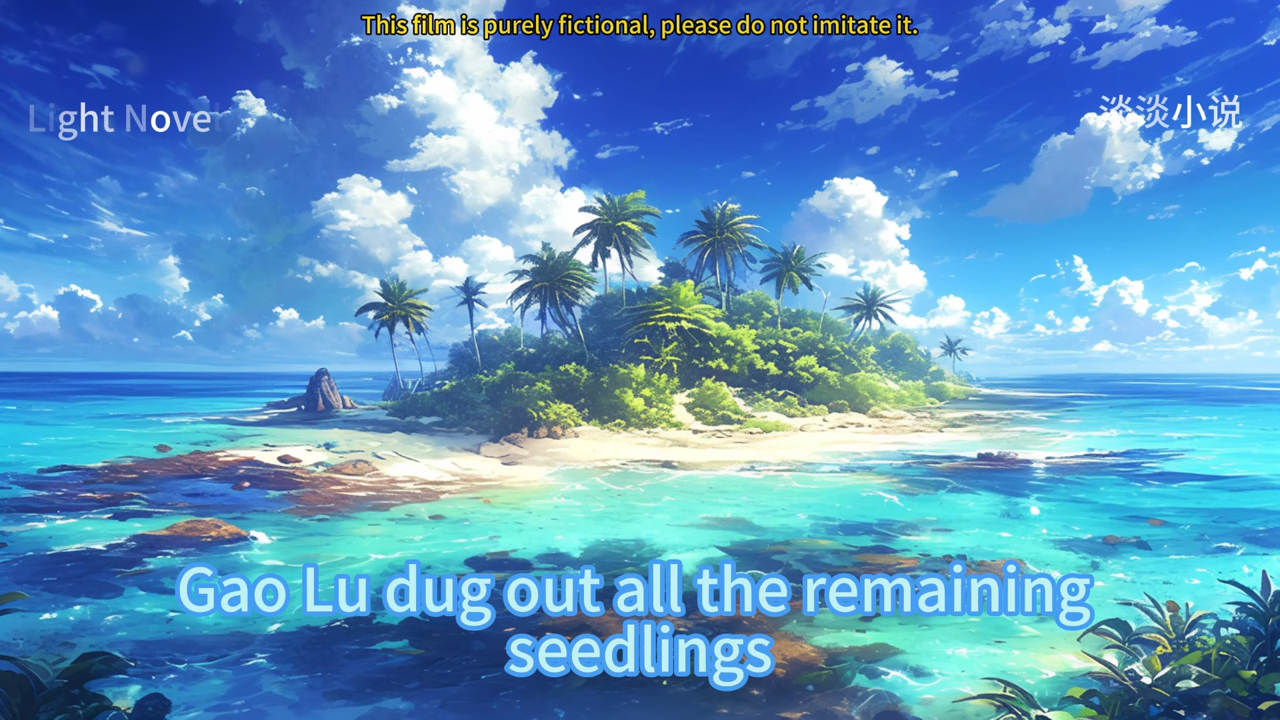 This film is purely fictional, please do not imitate it.
Light Novel
淡淡小说
Gao Lu dug out all the remaining
seedlings